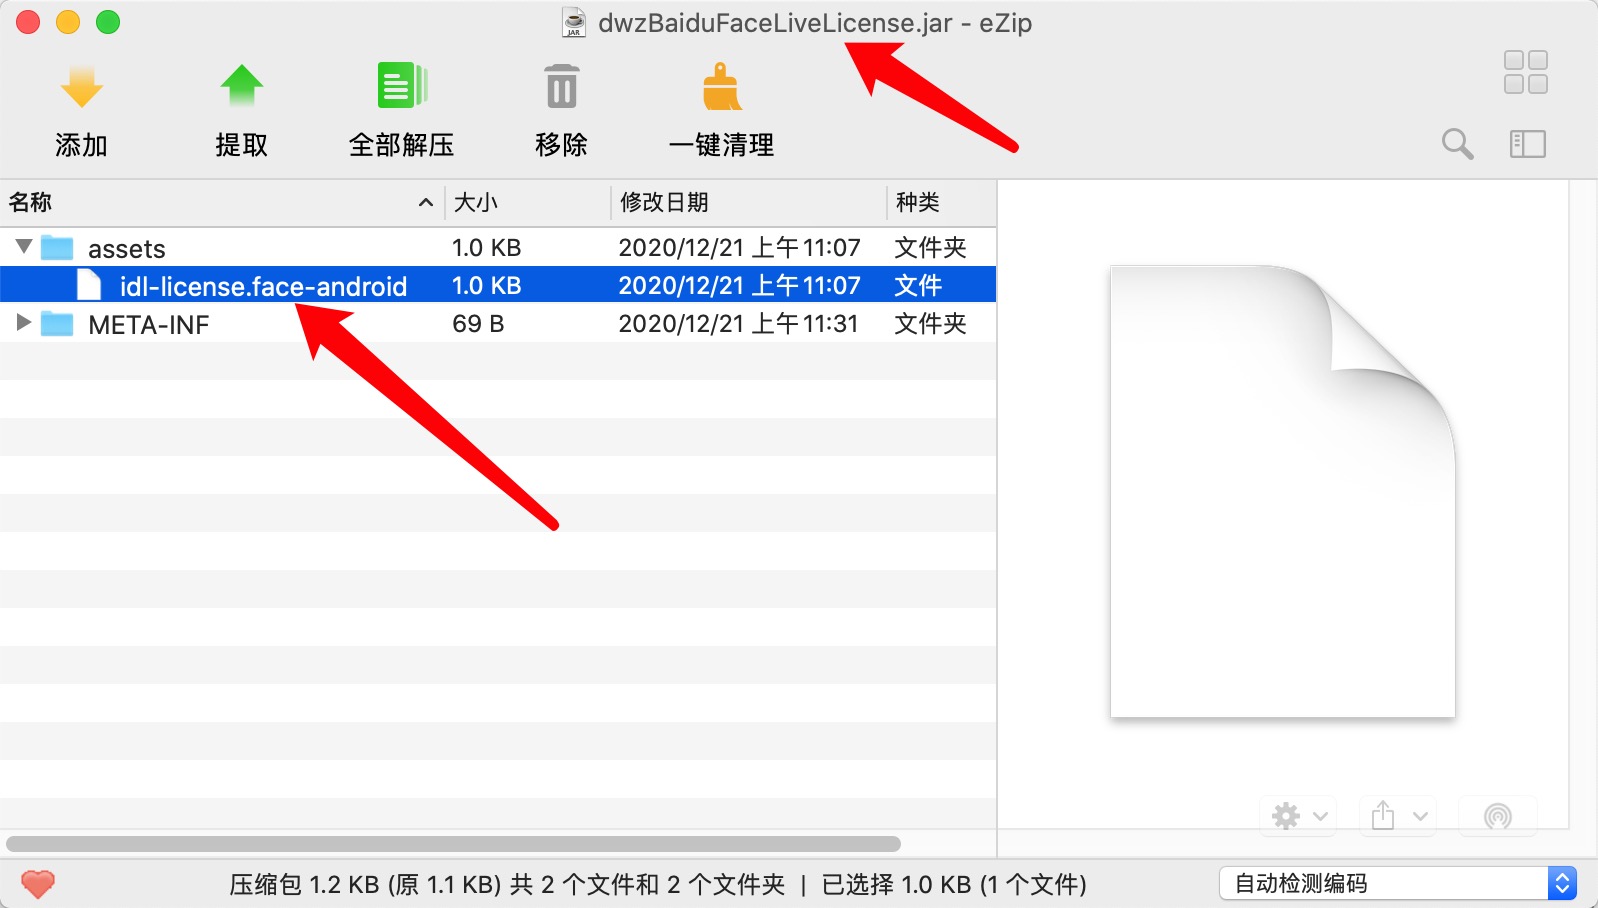 dwzBaiduFaceLiveLicense.jar - eZip
添加
提取
全部解压
移除
一键清理
名称 大小 修改日期 种类
assets 1.0 KB 2020/12/21 上午11:07 文件夹
idl-license.face-android 1.0 KB 2020/12/21 上午11:07 文件
META-INF 69 B 2020/12/21 上午11:31 文件夹
压缩包 1.2 KB (原 1.1 KB) 共 2 个文件和 2 个文件夹 | 已选择 1.0 KB (1 个文件)
自动检测编码